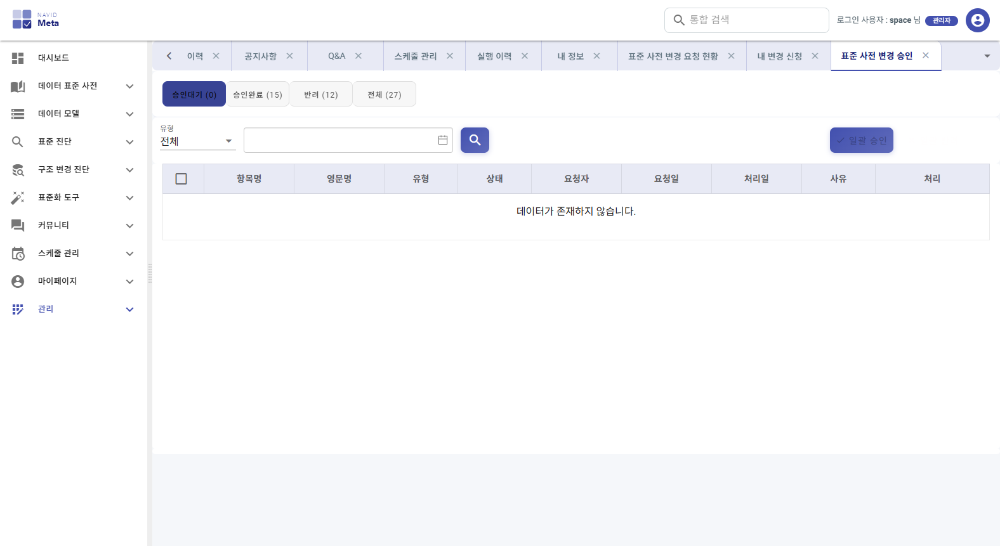 NAVID
Meta
통합 검색
로그인 사용자 : space 님 관리자
대시보드
데이터 표준 사전
데이터 모델
표준 진단
구조 변경 진단
표준화 도구
커뮤니티
스케줄 관리
마이페이지
관리
이력 공지사항 Q&A 스케줄 관리 실행 이력 내 정보 표준 사전 변경 요청 현황 내 변경 신청 표준 사전 변경 승인
승인대기 (0) 승인완료 (15) 반려 (12) 전체 (27)
유형
전체
일괄 승인
항목명 영문명 유형 상태 요청자 요청일 처리일 사유 처리
데이터가 존재하지 않습니다.